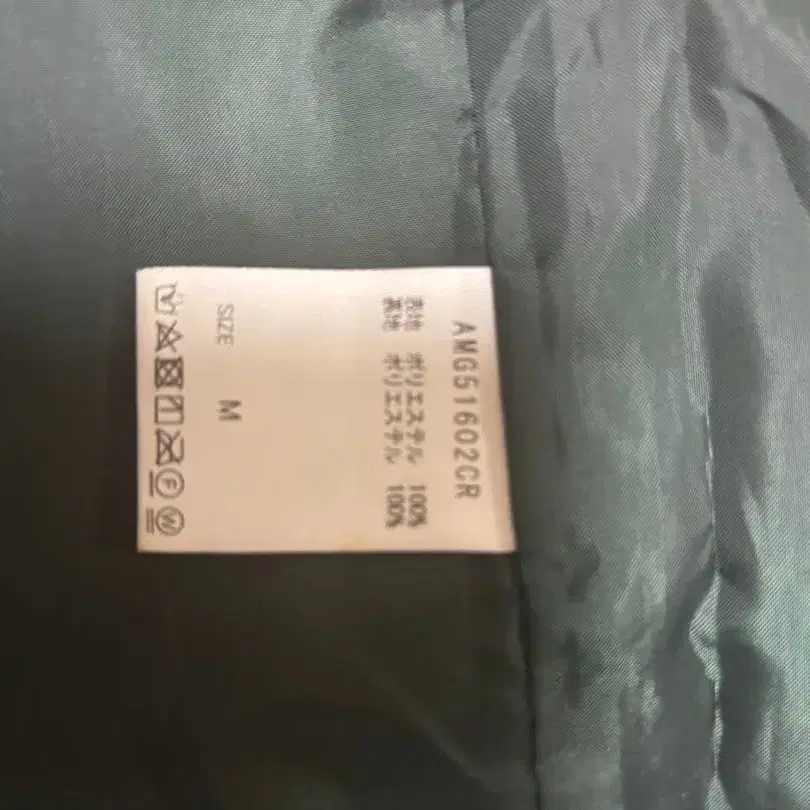 AMG51602CR
表地 ポリエステル 100%
裏地 ポリエステル 100%
SIZE M
F W